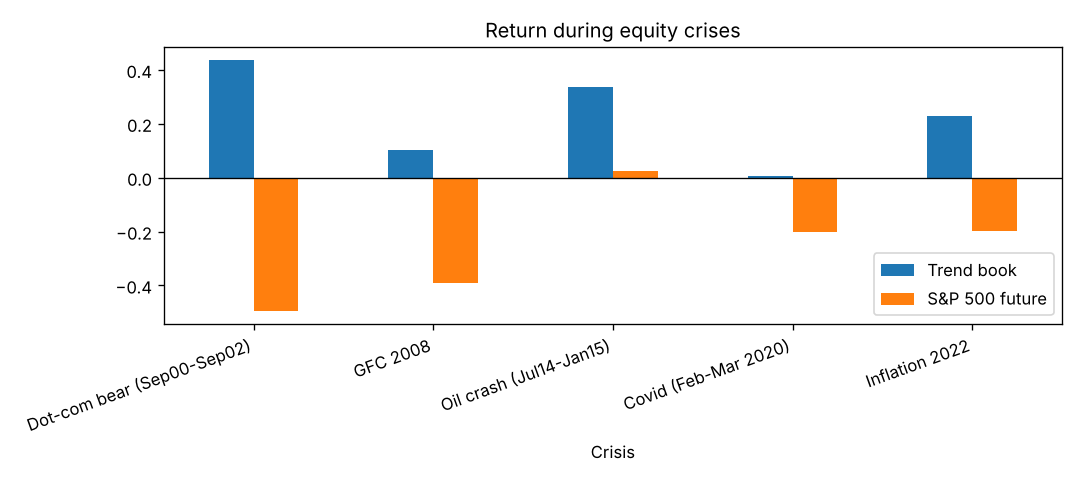 Return during equity crises
0.4
0.2
0.0
−0.2
−0.4
Trend book
S&P 500 future
Dot-com bear (Sep00-Sep02)
GFC 2008
Oil crash (Jul14-Jan15)
Covid (Feb-Mar 2020)
Inflation 2022
Crisis